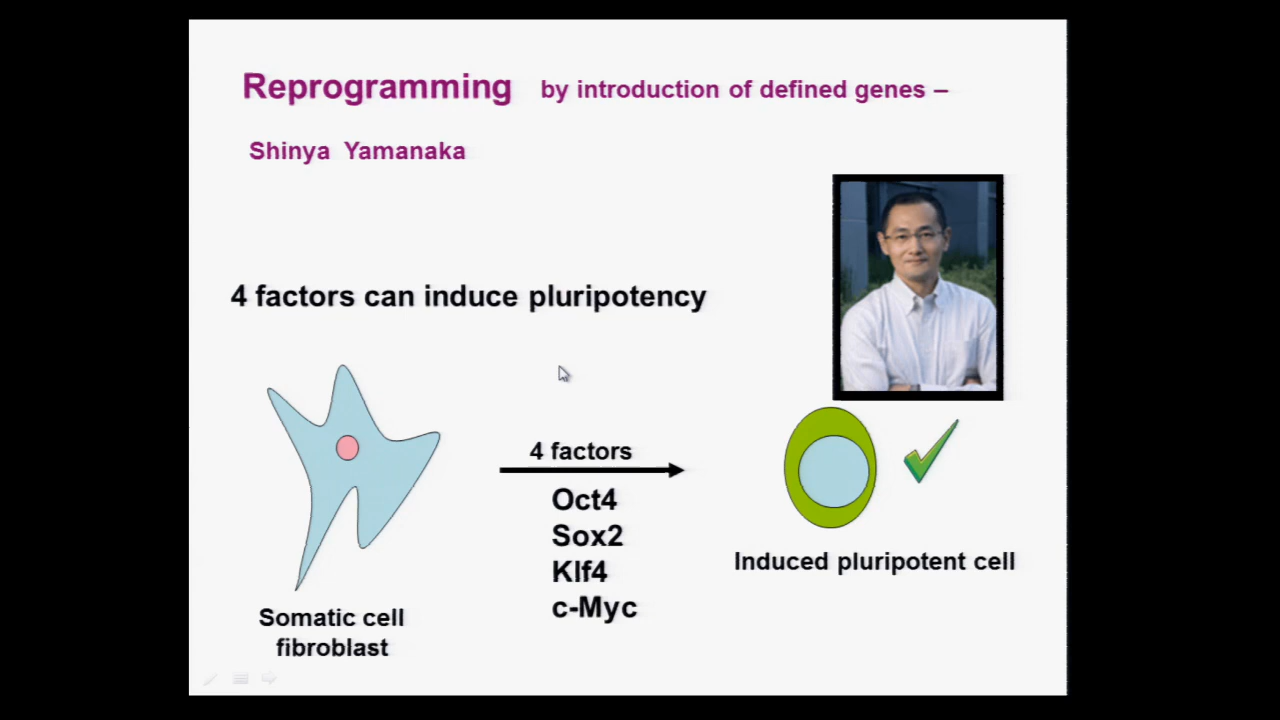 Reprogramming by introduction of defined genes –
Shinya Yamanaka
4 factors can induce pluripotency
4 factors
Oct4
Sox2
Klf4
c-Myc
Induced pluripotent cell
Somatic cell
fibroblast